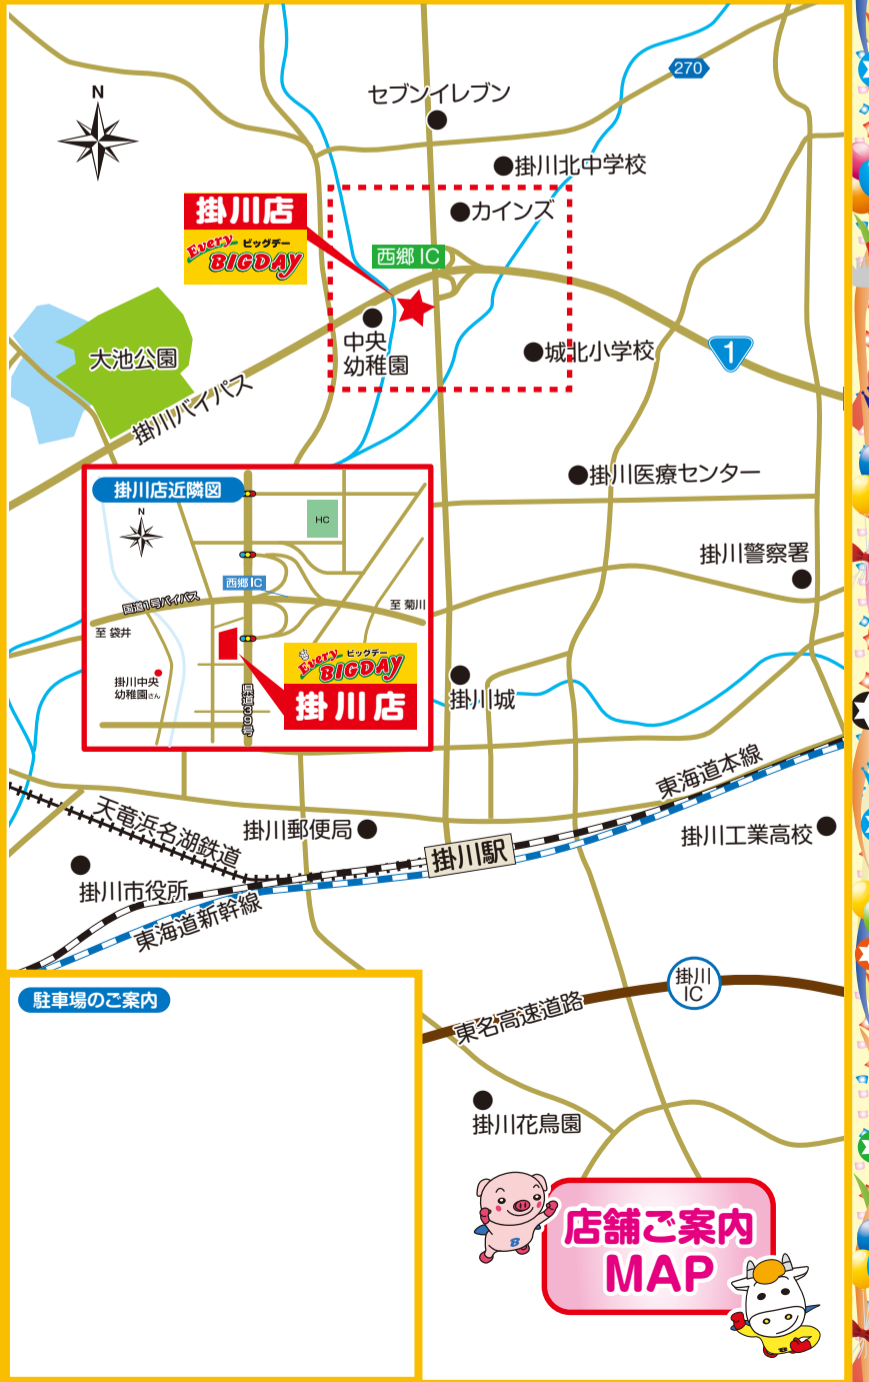 270
セブンイレブン
N
掛川北中学校
掛川店
カインズ
Every ビッグデー
BIGDAY
西郷 IC
中央
幼稚園
城北小学校
1
大池公園
掛川バイパス
掛川医療センター
掛川店近隣図
N
HC
掛川警察署
西郷 IC
国道1号バイパス
至 菊川
至 袋井
Every ビッグデー
BIGDAY
掛川店
掛川中央
幼稚園さん
県道39号
掛川城
東海道本線
天竜浜名湖鉄道
掛川郵便局
掛川工業高校
掛川駅
掛川市役所
東海道新幹線
掛川
IC
駐車場のご案内
東名高速道路
掛川花鳥園
店舗ご案内
MAP
B
B